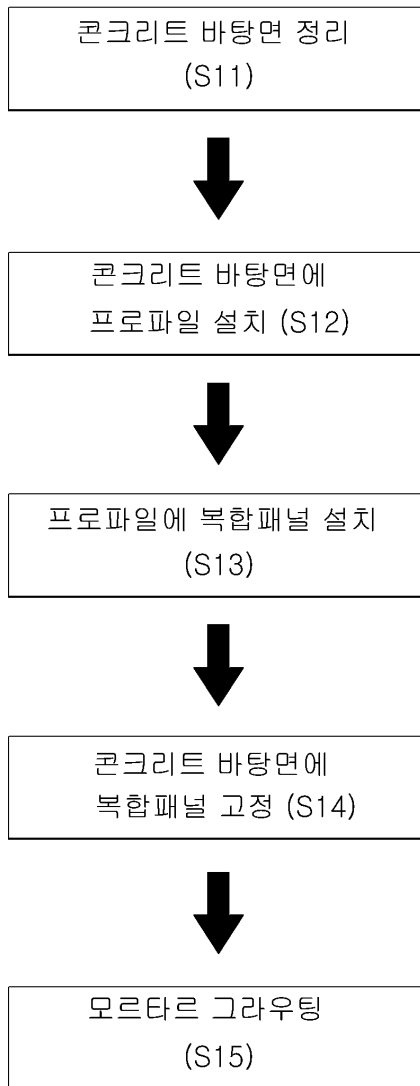 콘크리트 바탕면 정리
(S11)
콘크리트 바탕면에
프로파일 설치 (S12)
프로파일에 복합패널 설치
(S13)
콘크리트 바탕면에
복합패널 고정 (S14)
모르타르 그라우팅
(S15)